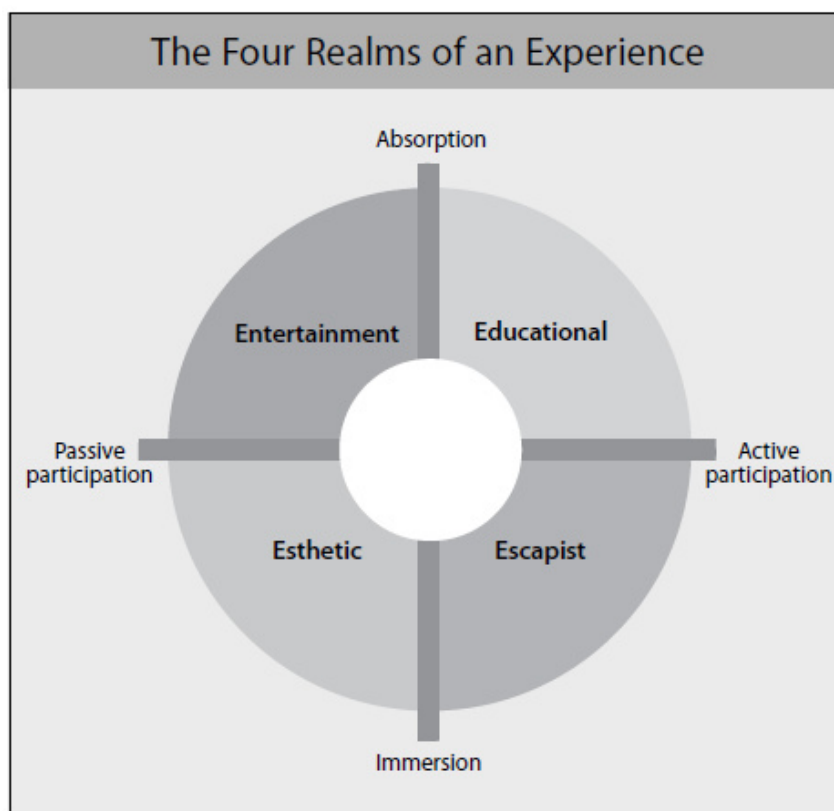 The Four Realms of an Experience
Absorption
Entertainment
Educational
Passive
participation
Active
participation
Esthetic
Escapist
Immersion